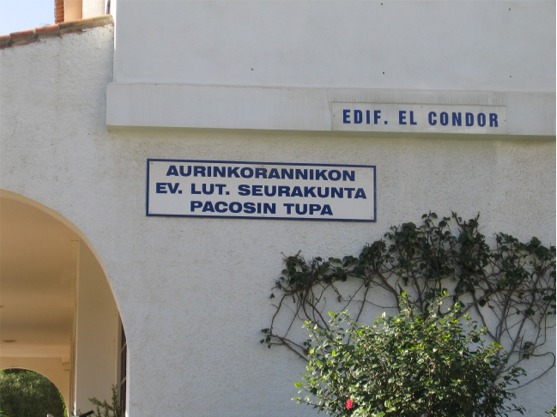 EDIF. EL CONDOR
AURINKORANNIKON
EV. LUT. SEURAKUNTA
PACOSIN TUPA